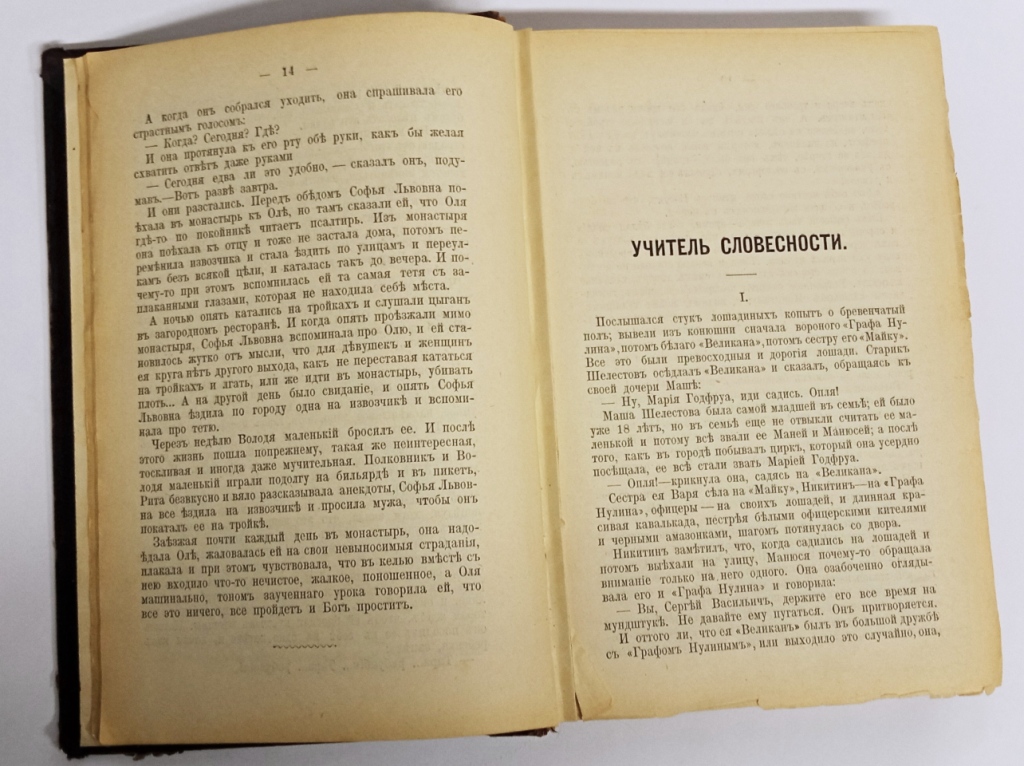 — 14 —
А когда онъ собрался уходить, она спрашивала его
страстнымъ голосомъ:
— Когда? Сегодня? Гдѣ?
И она протянула къ его рту обѣ руки, какъ бы желая
схватить отвѣтъ даже руками
— Сегодня едва ли это удобно, — сказалъ онъ, поду-
мавъ.—Вотъ развѣ завтра.
И они разстались. Передъ обѣдомъ Софья Львовна по-
ѣхала въ монастырь къ Олѣ, но тамъ сказали ей, что Оля
гдѣ-то по покойникѣ читаетъ псалтирь. Изъ монастыря
она поѣхала къ отцу и тоже не застала дома, потомъ пе-
ремѣнила извозчика и стала ѣздить по улицамъ и переул-
камъ безъ всякой цѣли, и каталась такъ до вечера. И по-
чему-то при этомъ вспомнилась ей та самая тетя съ за-
плаканными глазами, которая не находила себѣ мѣста.
А ночью опять катались на тройкахъ и слушали цыганъ
въ загородномъ ресторанѣ. И когда опять проѣзжали мимо
монастыря, Софья Львовна вспоминала про Олю, и ей ста-
новилось жутко отъ мысли, что для дѣвушекъ и женщинъ
ея круга нѣтъ другого выхода, какъ не переставая кататься
на тройкахъ и лгать, или же идти въ монастырь, убивать
плоть... А на другой день было свиданіе, и опять Софья
Львовна ѣздила по городу одна на извозчикѣ и вспоми-
нала про тетю.
Черезъ недѣлю Володя маленькій бросилъ ее. И послѣ
этого жизнь пошла попрежнему, такая же неинтересная,
тоскливая и иногда даже мучительная. Полковникъ и Во-
лодя маленькій играли подолгу на бильярдѣ и въ пикетъ,
Рита безвкусно и вяло разсказывала анекдоты, Софья Львов-
на все ѣздила на извозчикѣ и просила мужа, чтобы онъ
покаталъ ее на тройкѣ.
Заѣзжая почти каждый день въ монастырь, она надо-
ѣдала Олѣ, жаловалась ей на свои невыносимыя страданія,
плакала и при этомъ чувствовала, что въ келью вмѣстѣ съ
нею входило что-то нечистое, жалкое, поношенное, а Оля
машинально, тономъ заученнаго урока говорила ей, что
все это ничего, все пройдетъ и Богъ проститъ.
УЧИТЕЛЬ СЛОВЕСНОСТИ.
I.
Послышался стукъ лошадиныхъ копытъ о бревенчатый
полъ; вывели изъ конюшни сначала вороного «Графа Ну-
лина», потомъ бѣлаго «Великана», потомъ сестру его «Майку».
Все это были превосходныя и дорогія лошади. Старикъ
Шелестовъ осѣдлалъ «Великана» и сказалъ, обращаясь къ
своей дочери Машѣ:
— Ну, Марія Годфруа, иди садись. Опля!
Маша Шелестова была самой младшей въ семьѣ; ей было
уже 18 лѣтъ, но въ семьѣ еще не отвыкли считать ее ма-
ленькой и потому всѣ звали ее Маней и Манюсей; а послѣ
того, какъ въ городѣ побывалъ циркъ, который она усердно
посѣщала, ее всѣ стали звать Маріей Годфруа.
— Опля!—крикнула она, садясь на «Великана».
Сестра ея Варя сѣла на «Майку», Никитинъ—на «Графа
Нулина», офицеры — на своихъ лошадей, и длинная кра-
сивая кавалькада, пестрѣя бѣлыми офицерскими кителями
и черными амазонками, шагомъ потянулась со двора.
Никитинъ замѣтилъ, что, когда садились на лошадей и
потомъ выѣхали на улицу, Манюся почему-то обращала
вниманіе только на него одного. Она озабоченно огляды-
вала его и «Графа Нулина» и говорила:
— Вы, Сергѣй Васильичъ, держите его все время на
мундштукѣ. Не давайте ему пугаться. Онъ притворяется.
И оттого ли, что ея «Великанъ» былъ въ большой дружбѣ
съ «Графомъ Нулинымъ», или выходило это случайно, она,